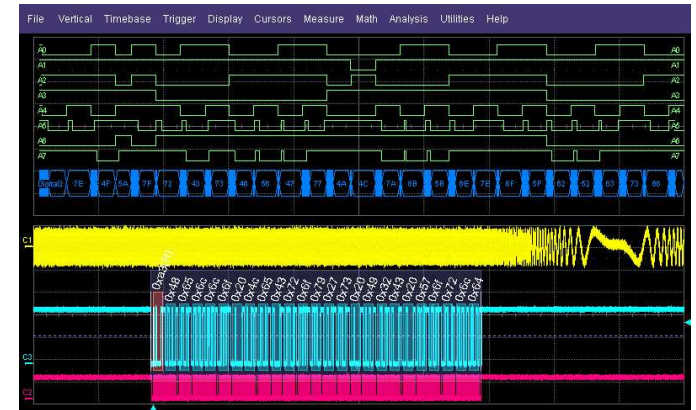 File Vertical Timebase Trigger Display Cursors Measure Math Analysis Utilities Help
A0 A0
A1 A1
A2 A2
A3 A3
A4 A4
A5 A5
A6 A6
A7 A7
Digital2 7E 4F 5A 7F 72 43 73 46 56 47 77 4A 4C 7A 6B 5B 6E 7E 6F 5F 62 52 63 73 66
C1
0x48 0x65 0x6c 0x6c 0x6f 0x20 0x4c 0x65 0x43 0x72 0x6f 0x79 0x27 0x73 0x20 0x49 0x32 0x43 0x20 0x57 0x6f 0x72 0x6c 0x64
C3
C2